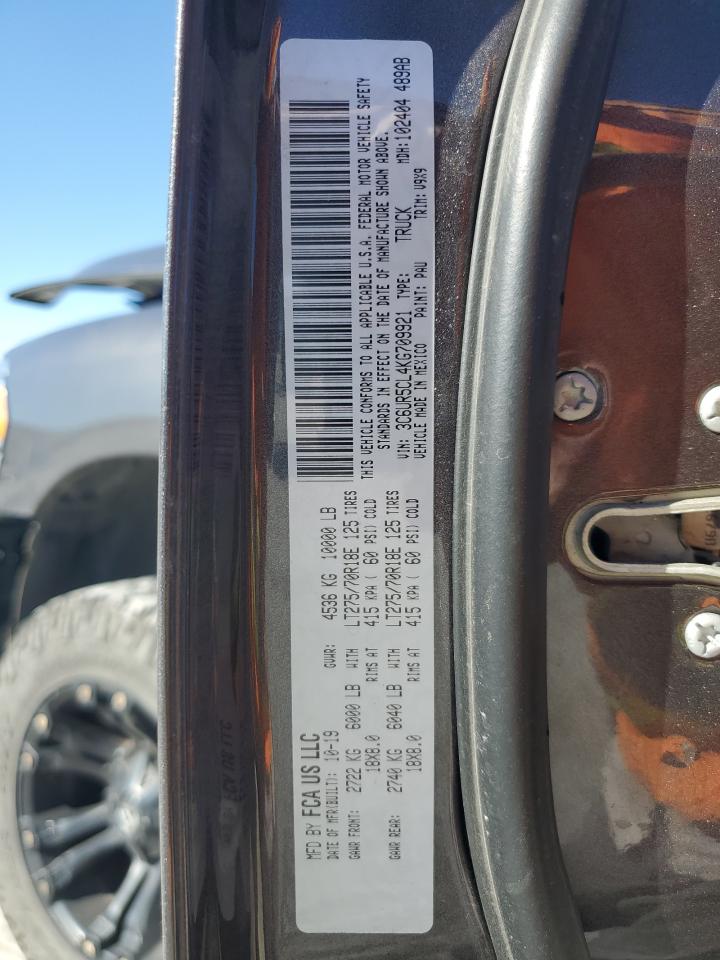 MFD BY FCA US LLC
DATE OF MFR(BUILT): 10-19 GVWR: 4536 KG 10000 LB
GAWR FRONT: 2722 KG 6000 LB WITH LT275/70R18E 125 TIRES
18X8.0 RIMS AT 415 KPA ( 60 PSI) COLD
GAWR REAR: 2740 KG 6040 LB WITH LT275/70R18E 125 TIRES
18X8.0 RIMS AT 415 KPA ( 60 PSI) COLD
THIS VEHICLE CONFORMS TO ALL APPLICABLE U.S.A. FEDERAL MOTOR VEHICLE SAFETY
STANDARDS IN EFFECT ON THE DATE OF MANUFACTURE SHOWN ABOVE.
VIN: 3C6UR5CL4KG709921 TYPE: TRUCK MDH: 102404 489AB
VEHICLE MADE IN MEXICO PAINT: PAU TRIM: V9X9